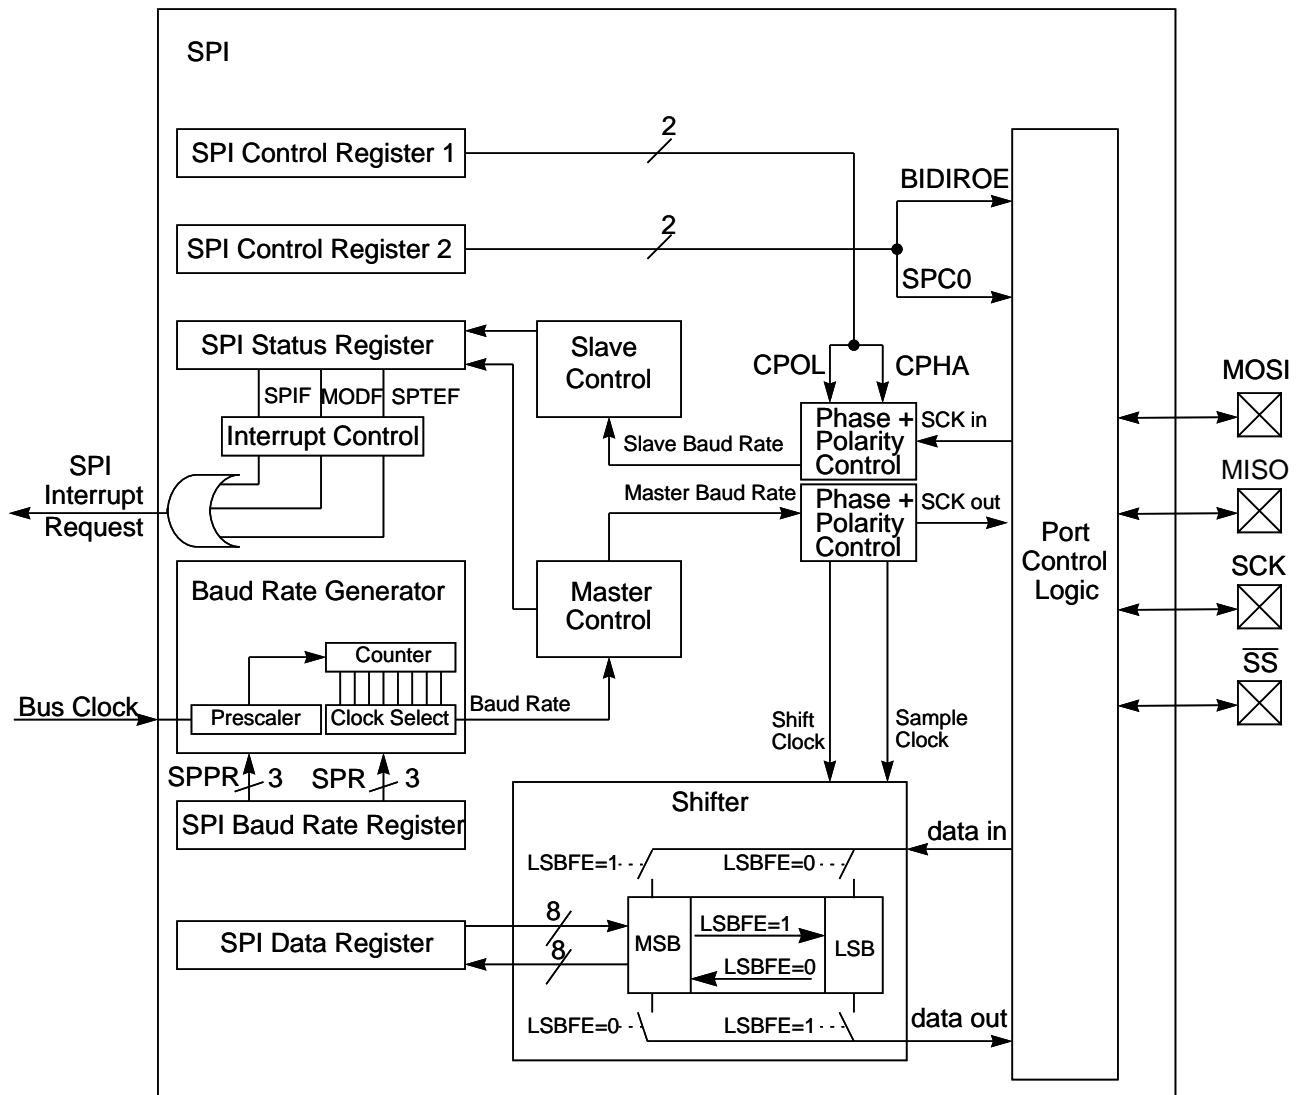 SPI
SPI Control Register 1
2
BIDIROE
SPI Control Register 2
2
SPC0
SPI Status Register
Slave
Control
CPOL
CPHA
MOSI
SPIF
MODF
SPTEF
Interrupt Control
Phase +
Polarity
Control
SCK in
Slave Baud Rate
SPI
Interrupt
Request
MISO
Master Baud Rate
Phase +
Polarity
Control
SCK out
Port
Control
Logic
SCK
Baud Rate Generator
Master
Control
Counter
SS
Bus Clock
Prescaler
Clock Select
Baud Rate
Shift
Clock
Sample
Clock
SPPR
3
SPR
3
SPI Baud Rate Register
Shifter
data in
LSBFE=1
LSBFE=0
SPI Data Register
8
8
MSB
LSBFE=1
LSBFE=0
LSB
LSBFE=0
LSBFE=1
data out